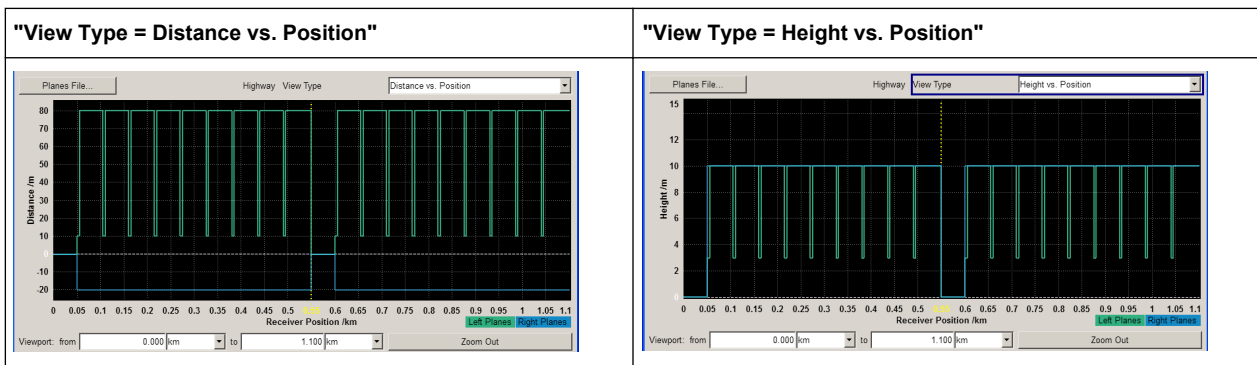 "View Type = Distance vs. Position"
Planes File...
Highway View Type
Distance vs. Position
80
70
60
50
40
30
20
10
0
-10
-20
Distance /m
0 0.05 0.1 0.15 0.2 0.25 0.3 0.35 0.4 0.45 0.5 0.6 0.65 0.7 0.75 0.8 0.85 0.9 0.95 1 1.05 1.1
Receiver Position /km
Left Planes Right Planes
Viewport: from 0.000 km to 1.100 km Zoom Out
"View Type = Height vs. Position"
Planes File...
Highway View Type
Height vs. Position
15
12
10
8
6
4
2
0
Height /m
0 0.05 0.1 0.15 0.2 0.25 0.3 0.35 0.4 0.45 0.5 0.6 0.65 0.7 0.75 0.8 0.85 0.9 0.95 1 1.05 1.1
Receiver Position /km
Left Planes Right Planes
Viewport: from 0.000 km to 1.100 km Zoom Out